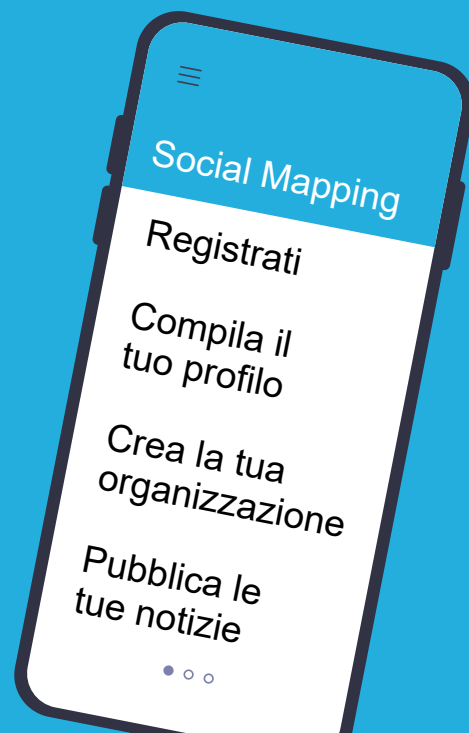 Social Mapping
Registrati
Compila il
tuo profilo
Crea la tua
organizzazione
Pubblica le
tue notizie